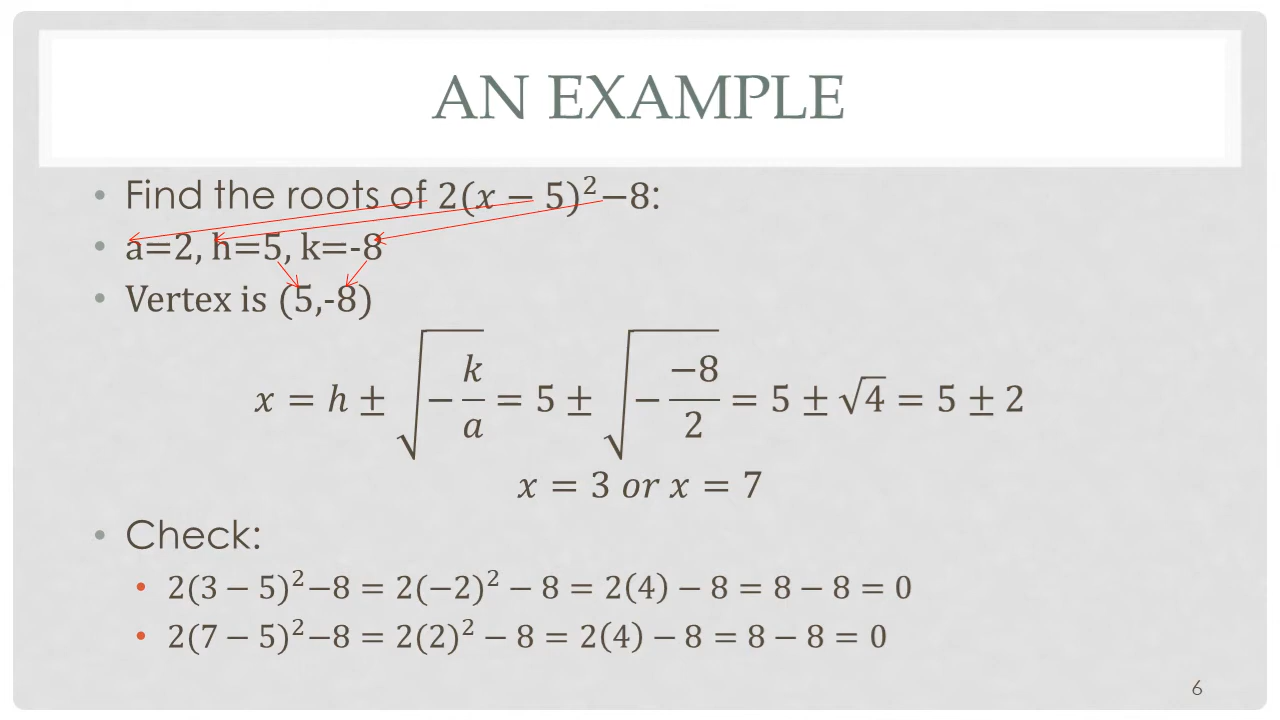 AN EXAMPLE
• Find the roots of 2(x − 5)²−8:
• a=2, h=5, k=-8
• Vertex is (5,-8)
x = h ± √(−k/a) = 5 ± √(−(−8)/2) = 5 ± √4 = 5 ± 2
x = 3 or x = 7
• Check:
• 2(3 − 5)²−8 = 2(−2)² − 8 = 2(4) − 8 = 8 − 8 = 0
• 2(7 − 5)²−8 = 2(2)² − 8 = 2(4) − 8 = 8 − 8 = 0
6